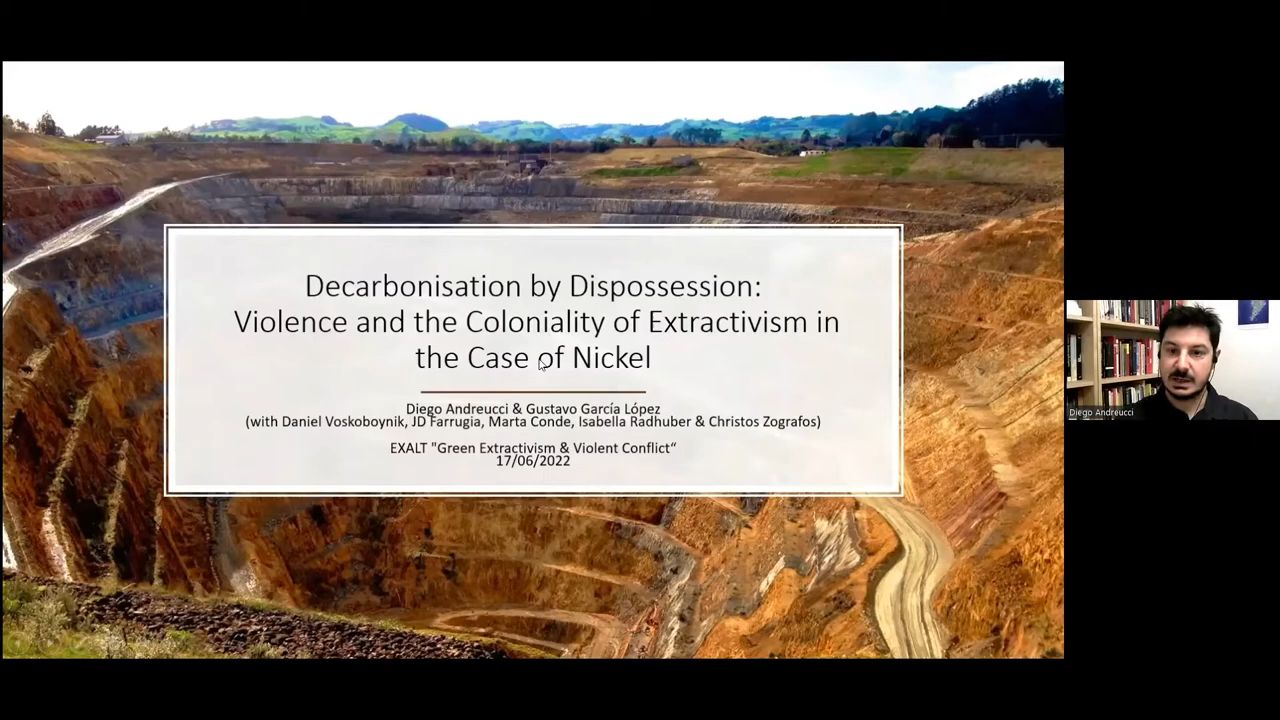 Decarbonisation by Dispossession:
Violence and the Coloniality of Extractivism in
the Case of Nickel
Diego Andreucci & Gustavo García López
(with Daniel Voskoboynik, JD Farrugia, Marta Conde, Isabella Radhuber & Christos Zografos)
EXALT "Green Extractivism & Violent Conflict“
17/06/2022
Diego Andreucci